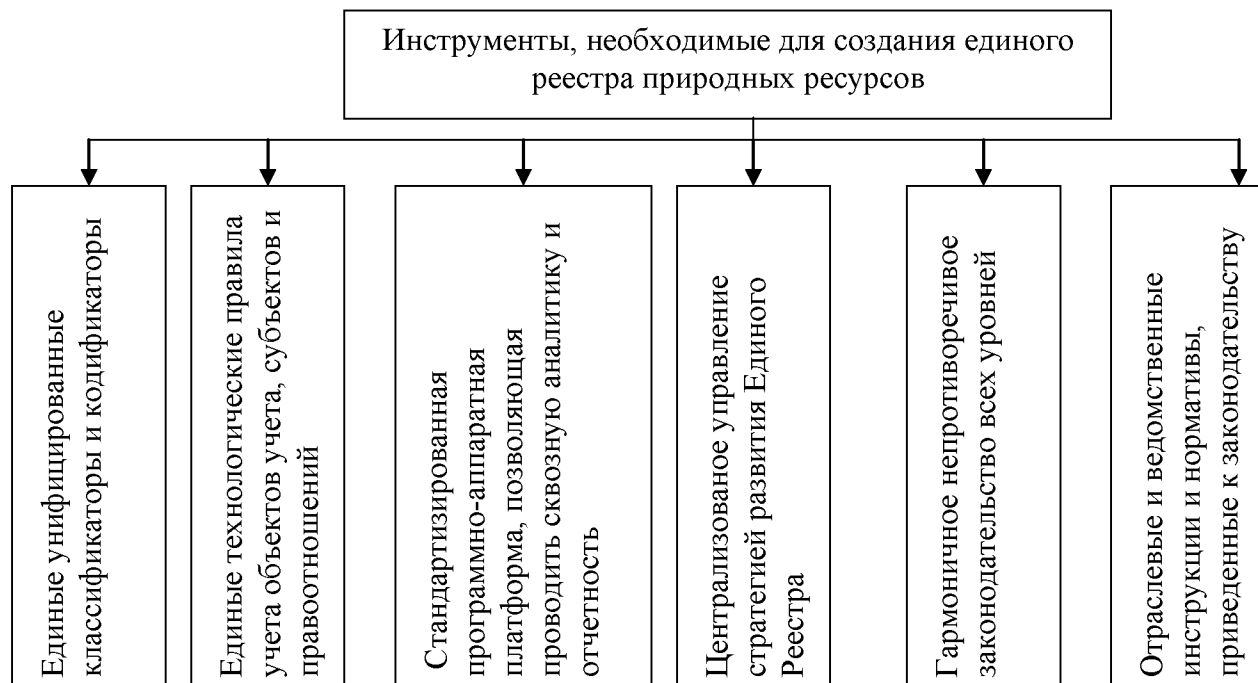 Инструменты, необходимые для создания единого
реестра природных ресурсов
Единые унифицированные
классификаторы и кодификаторы
Единые технологические правила
учета объектов учета, субъектов и
правоотношений
Стандартизированная
программно-аппаратная
платформа, позволяющая
проводить сквозную аналитику и
отчетность
Централизованое управление
стратегией развития Единого
Реестра
Гармоничное непротиворечивое
законодательство всех уровней
Отраслевые и ведомственные
инструкции и нормативы,
приведенные к законодательству